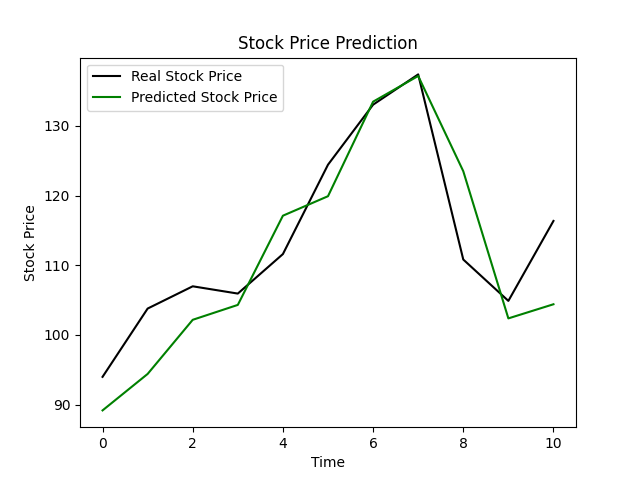 Stock Price Prediction
Real Stock Price
Predicted Stock Price
130
120
110
100
90
Stock Price
0 2 4 6 8 10
Time